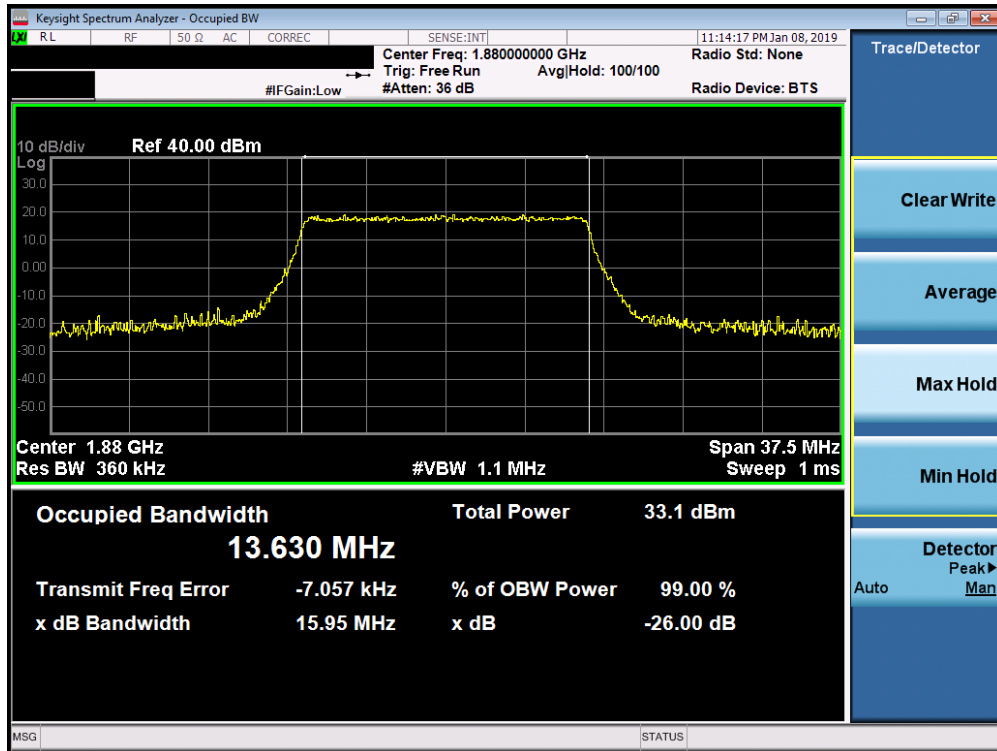 Keysight Spectrum Analyzer - Occupied BW
LXI RL RF 50 Ω AC CORREC SENSE:INT 11:14:17 PM Jan 08, 2019
Center Freq: 1.880000000 GHz Radio Std: None
Trig: Free Run Avg|Hold: 100/100
#IFGain:Low #Atten: 36 dB Radio Device: BTS
10 dB/div Ref 40.00 dBm
Log
30.0
20.0
10.0
0.00
-10.0
-20.0
-30.0
-40.0
-50.0
Center 1.88 GHz Span 37.5 MHz
Res BW 360 kHz #VBW 1.1 MHz Sweep 1 ms
Occupied Bandwidth Total Power 33.1 dBm
13.630 MHz
Transmit Freq Error -7.057 kHz % of OBW Power 99.00 %
x dB Bandwidth 15.95 MHz x dB -26.00 dB
MSG STATUS
Trace/Detector
Clear Write
Average
Max Hold
Min Hold
Detector
Peak▶
Auto Man